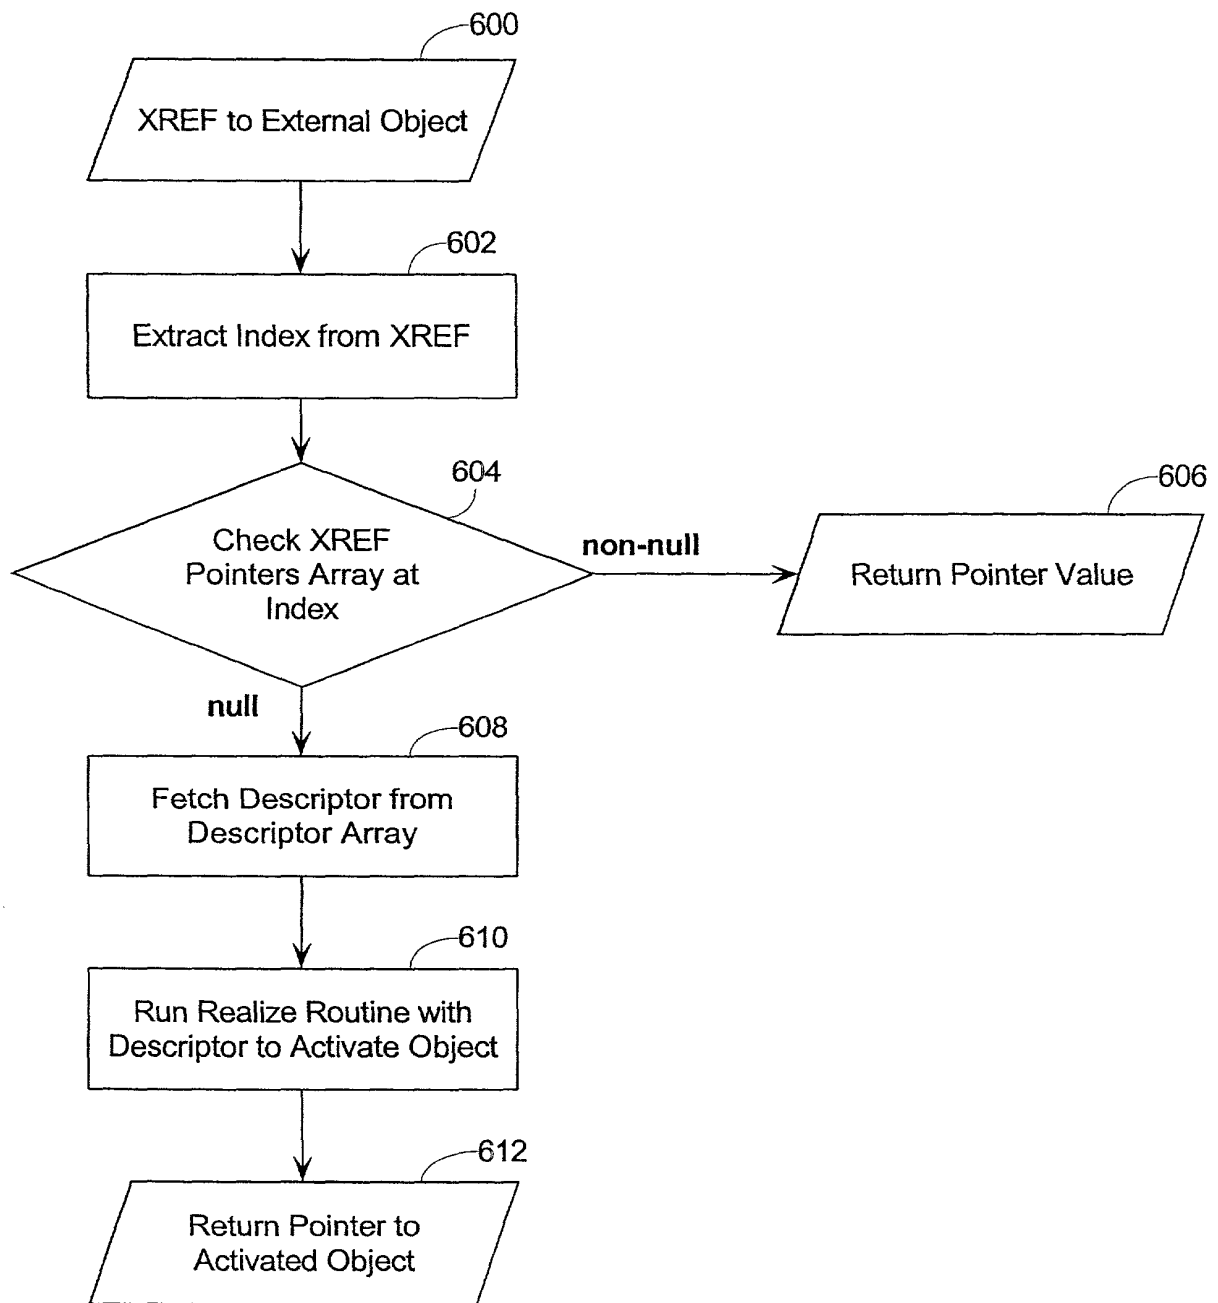 600
XREF to External Object
602
Extract Index from XREF
604
Check XREF
Pointers Array at
Index
non-null
606
Return Pointer Value
null
608
Fetch Descriptor from
Descriptor Array
610
Run Realize Routine with
Descriptor to Activate Object
612
Return Pointer to
Activated Object